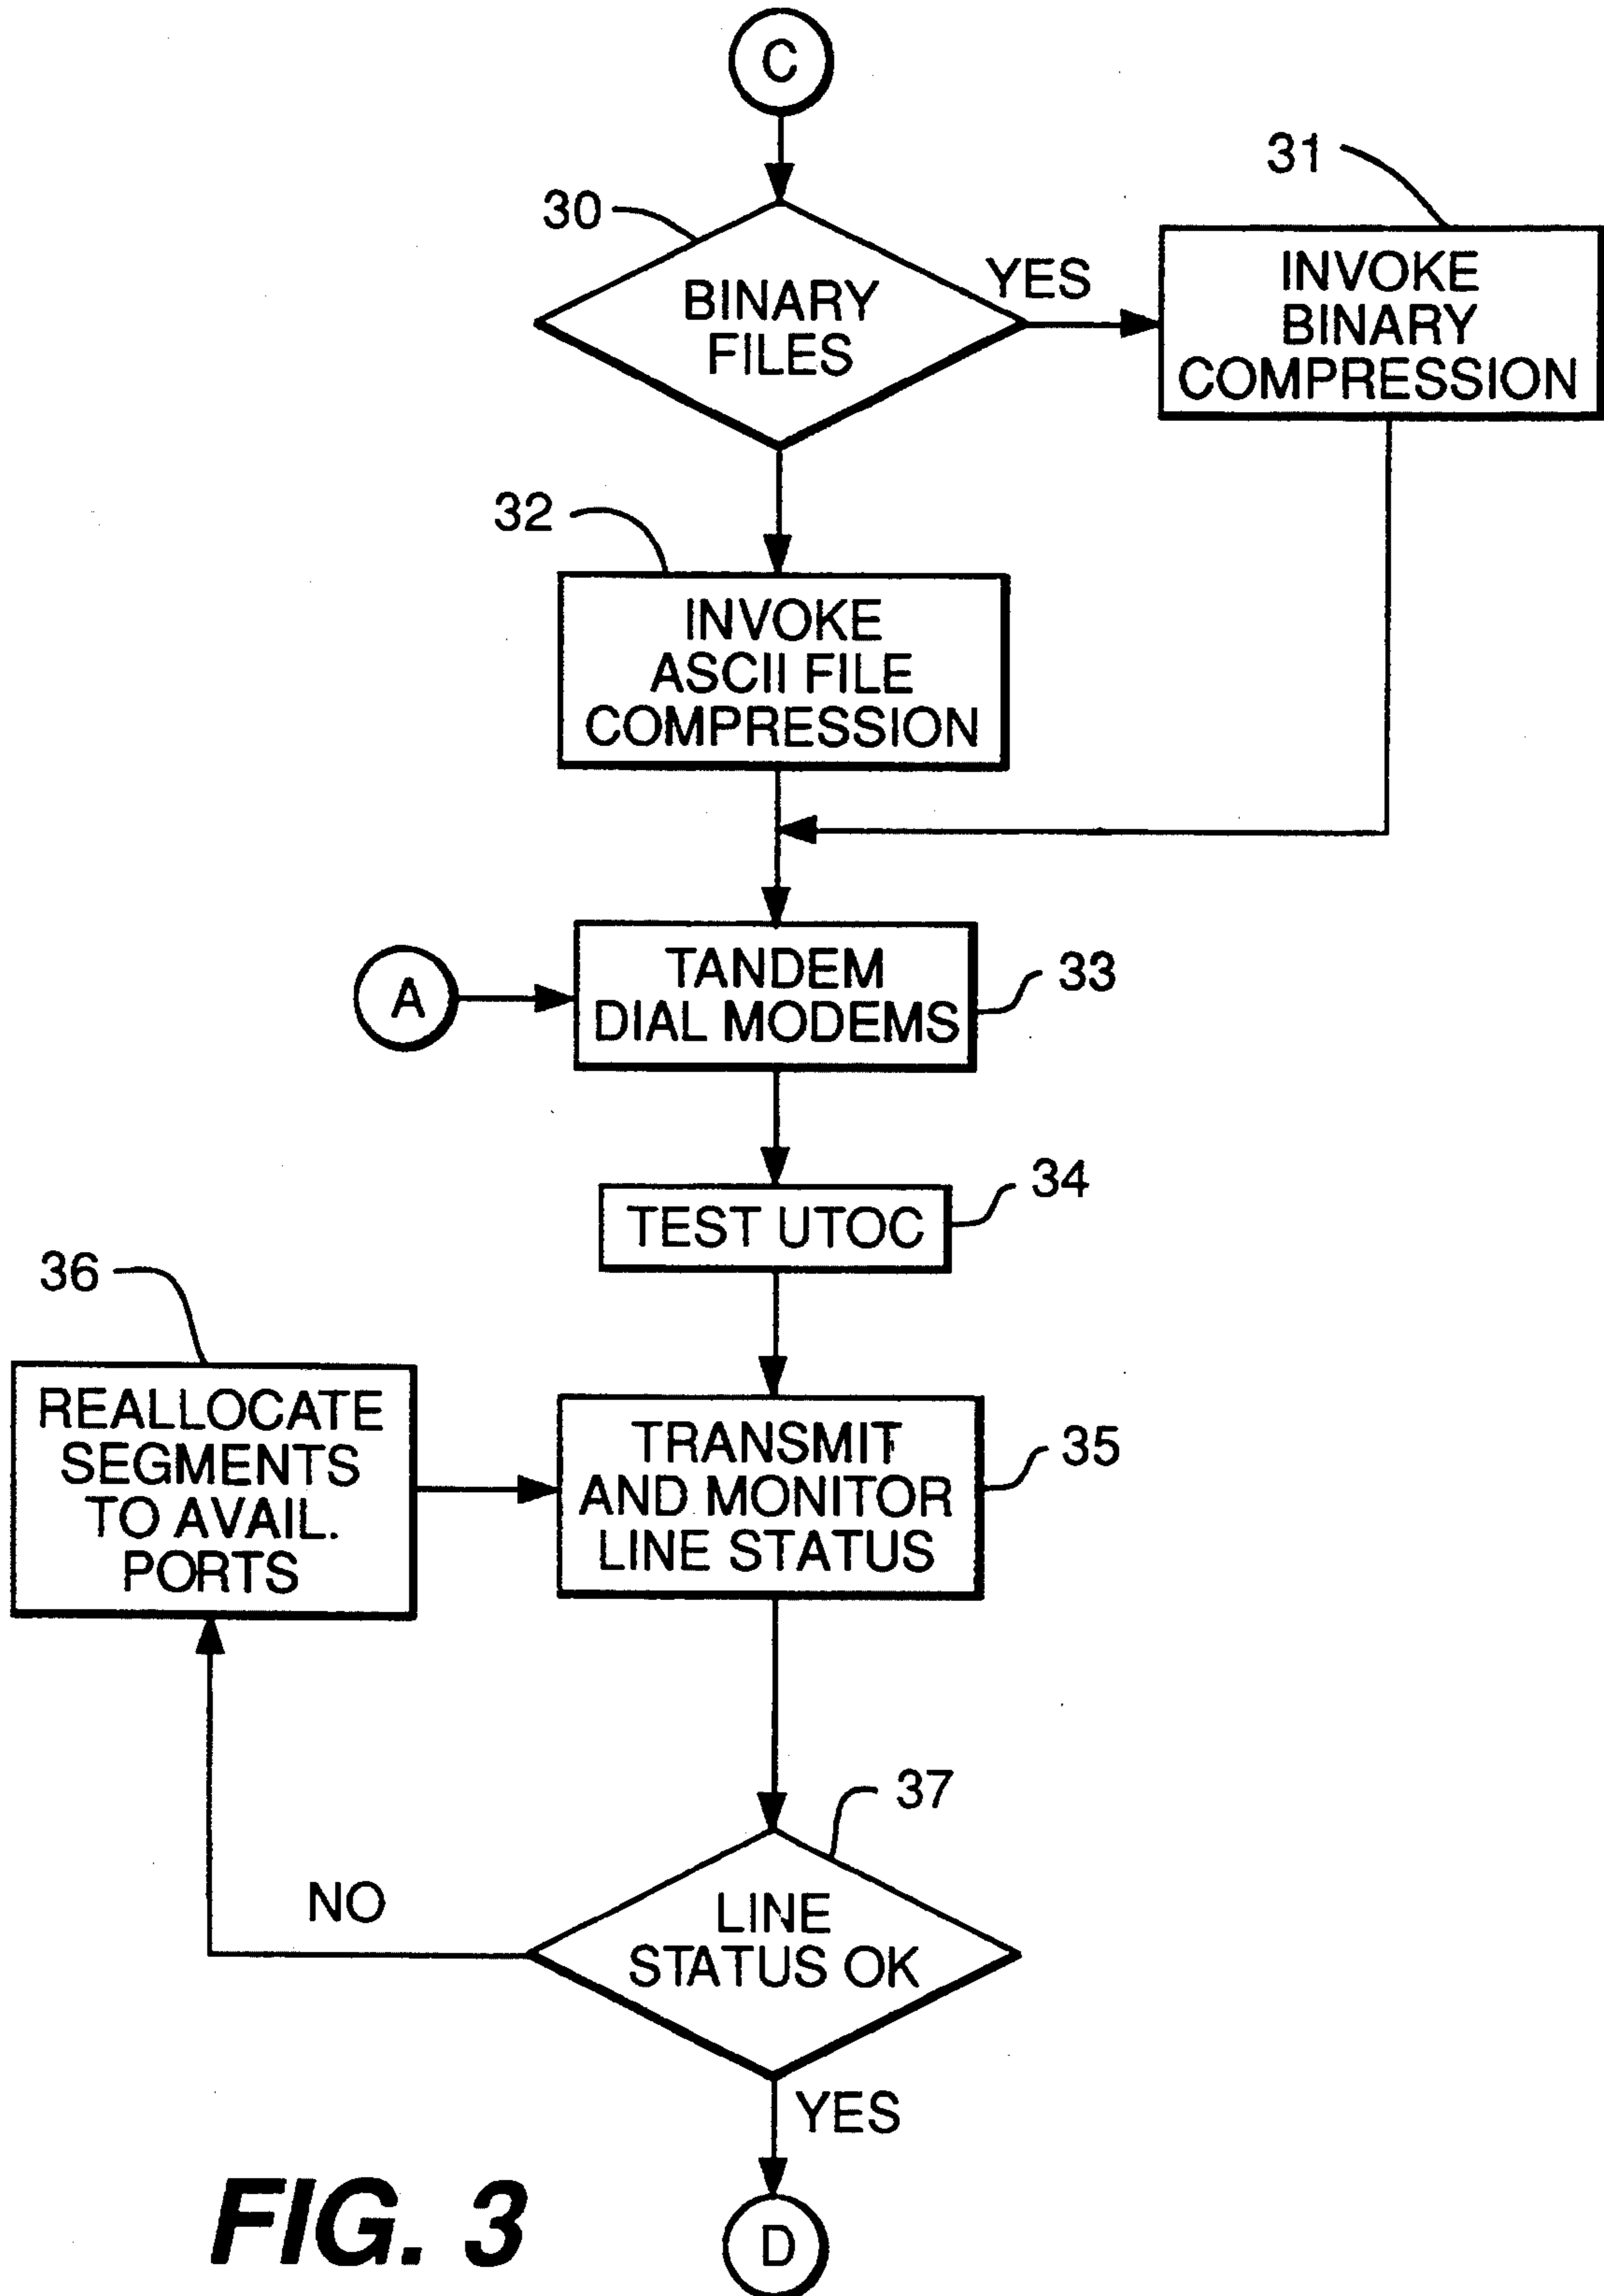 C
30
31
YES
BINARY
FILES
INVOKE
BINARY
COMPRESSION
32
INVOKE
ASCII FILE
COMPRESSION
A
TANDEM
DIAL MODEMS
33
TEST UTOC
34
36
REALLOCATE
SEGMENTS
TO AVAIL.
PORTS
TRANSMIT
AND MONITOR
LINE STATUS
35
37
NO
LINE
STATUS OK
YES
FIG. 3
D